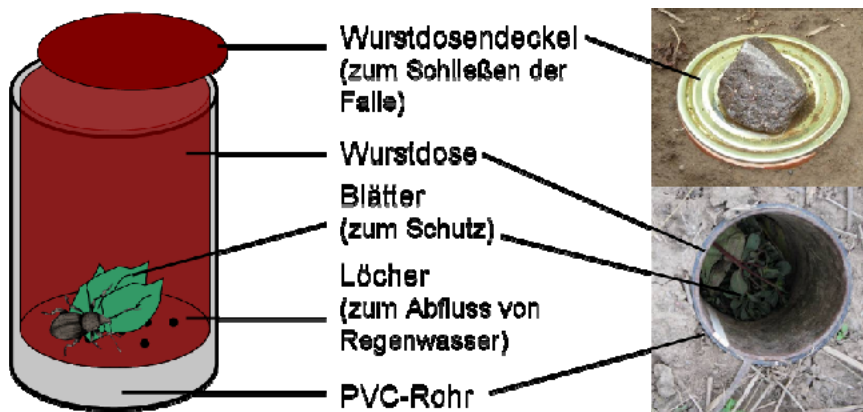 Wurstdosendeckel
(zum Schließen der
Falle)
Wurstdose
Blätter
(zum Schutz)
Löcher
(zum Abfluss von
Regenwasser)
PVC-Rohr